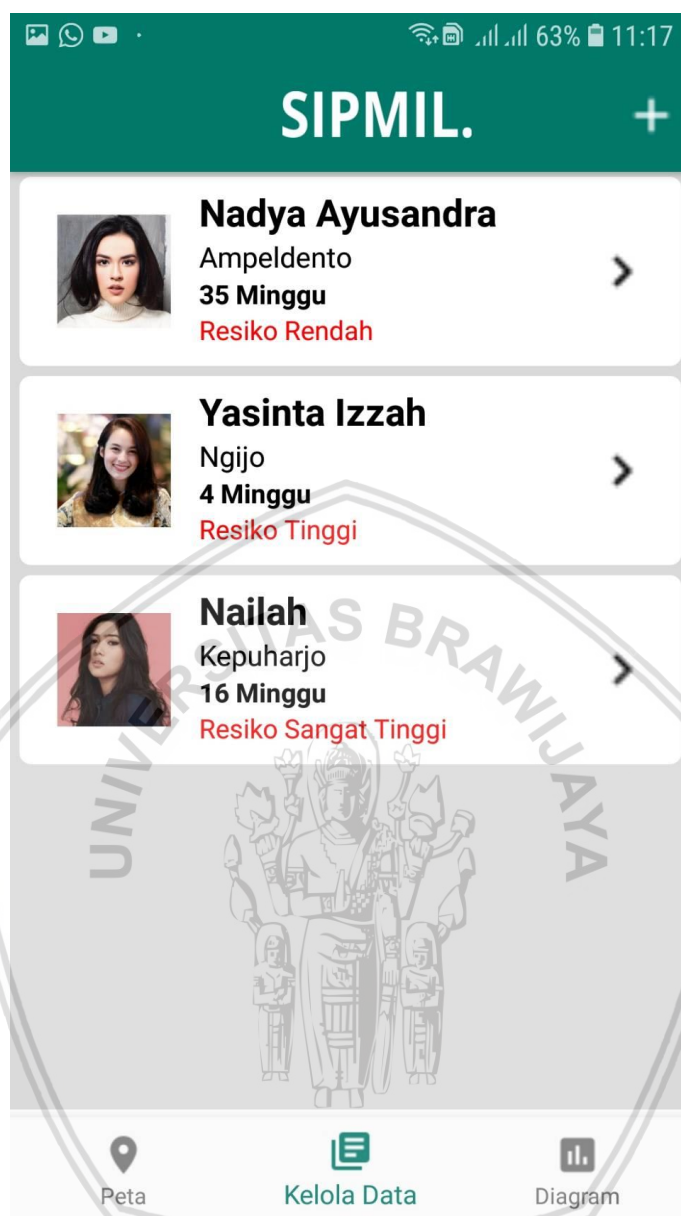 63% 11:17
SIPMIL. +
Nadya Ayusandra
Ampeldento
35 Minggu
Resiko Rendah
Yasinta Izzah
Ngijo
4 Minggu
Resiko Tinggi
Nailah
Kepuharjo
16 Minggu
Resiko Sangat Tinggi
UNIVERSITAS BRAWIJAYA
Peta
Kelola Data
Diagram